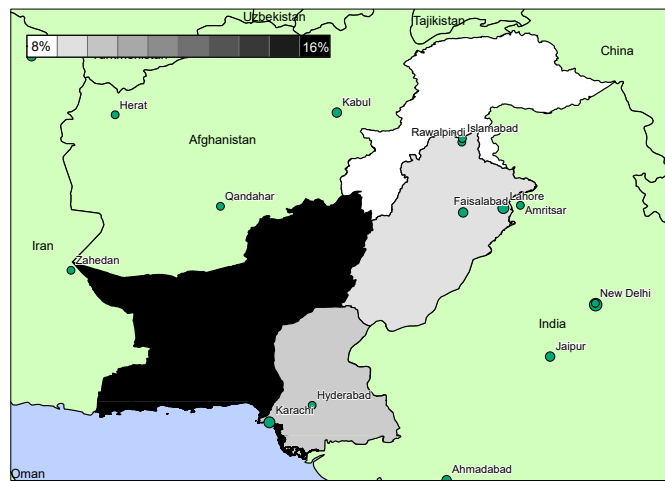 Uzbekistan
Tajikistan
8%
16%
China
Turkmenistan
Herat
Kabul
Rawalpindi
Islamabad
Afghanistan
Qandahar
Faisalabad
Lahore
Amritsar
Iran
Zahedan
New Delhi
India
Jaipur
Hyderabad
Karachi
Oman
Ahmadabad